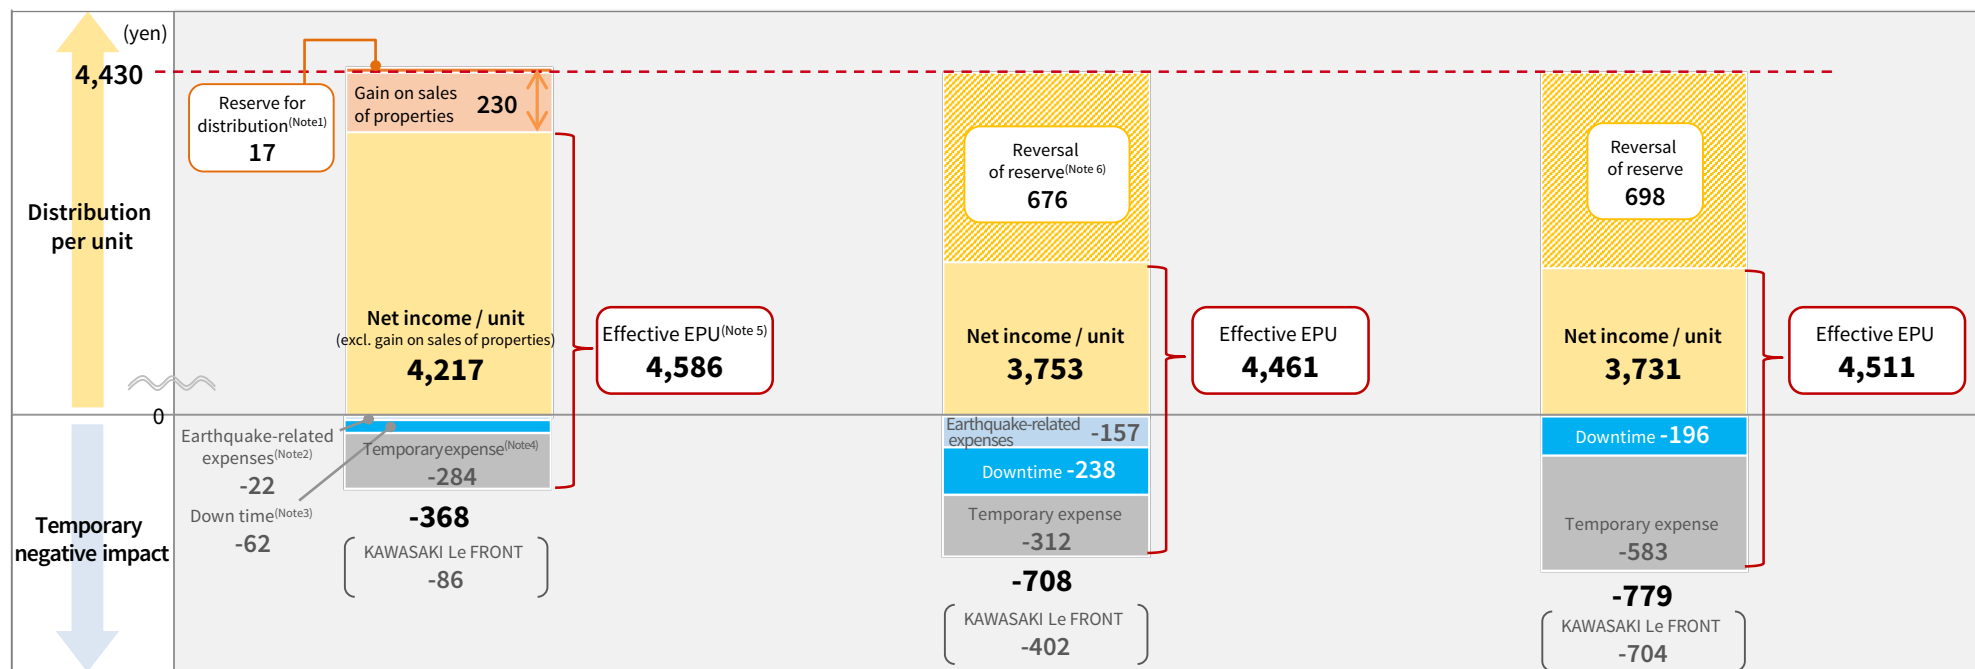 (yen)
4,430
Distribution
per unit
0
Temporary
negative impact
Reserve for
distribution(Note1)
17
Gain on sales
of properties
230
Net income / unit
(excl. gain on sales of properties)
4,217
Effective EPU(Note 5)
4,586
Earthquake-related
expenses(Note2)
-22
Down time(Note3)
-62
Temporary expense(Note4)
-284
-368
KAWASAKI Le FRONT
-86
Reversal
of reserve(Note 6)
676
Net income / unit
3,753
Effective EPU
4,461
Earthquake-related
expenses
-157
Downtime -238
Temporary expense
-312
-708
KAWASAKI Le FRONT
-402
Reversal
of reserve
698
Net income / unit
3,731
Effective EPU
4,511
Downtime -196
Temporary expense
-583
-779
KAWASAKI Le FRONT
-704